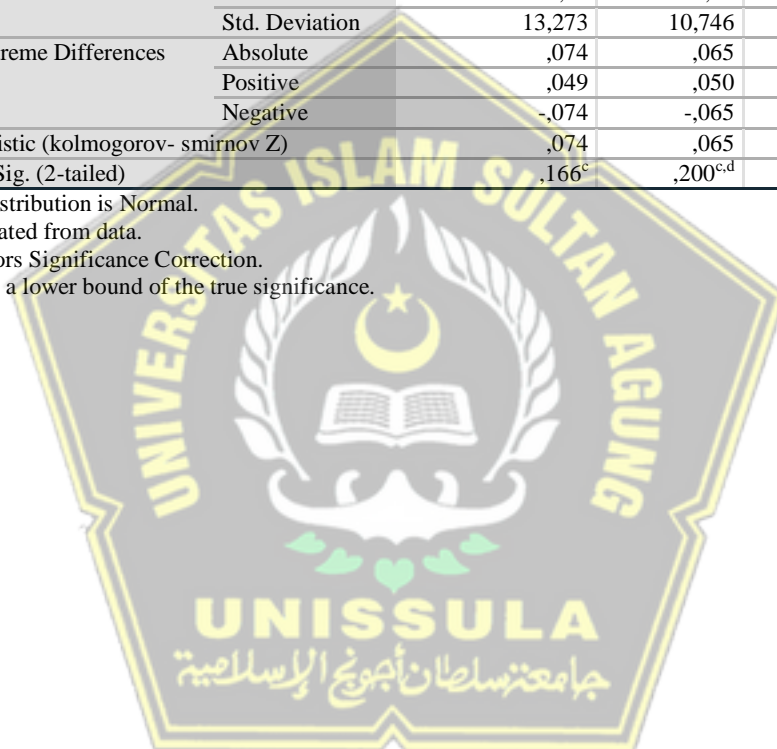 Std. Deviation 13,273 10,746
reme Differences Absolute ,074 ,065
Positive ,049 ,050
Negative -,074 -,065
istic (kolmogorov- smirnov Z) ,074 ,065
Sig. (2-tailed) ,166c ,200c,d
stribution is Normal.
ated from data.
ors Significance Correction.
a lower bound of the true significance.
UNIVERSITAS ISLAM SULTAN AGUNG
UNISSULA
جامعة سلطان أجونج الإسلامية